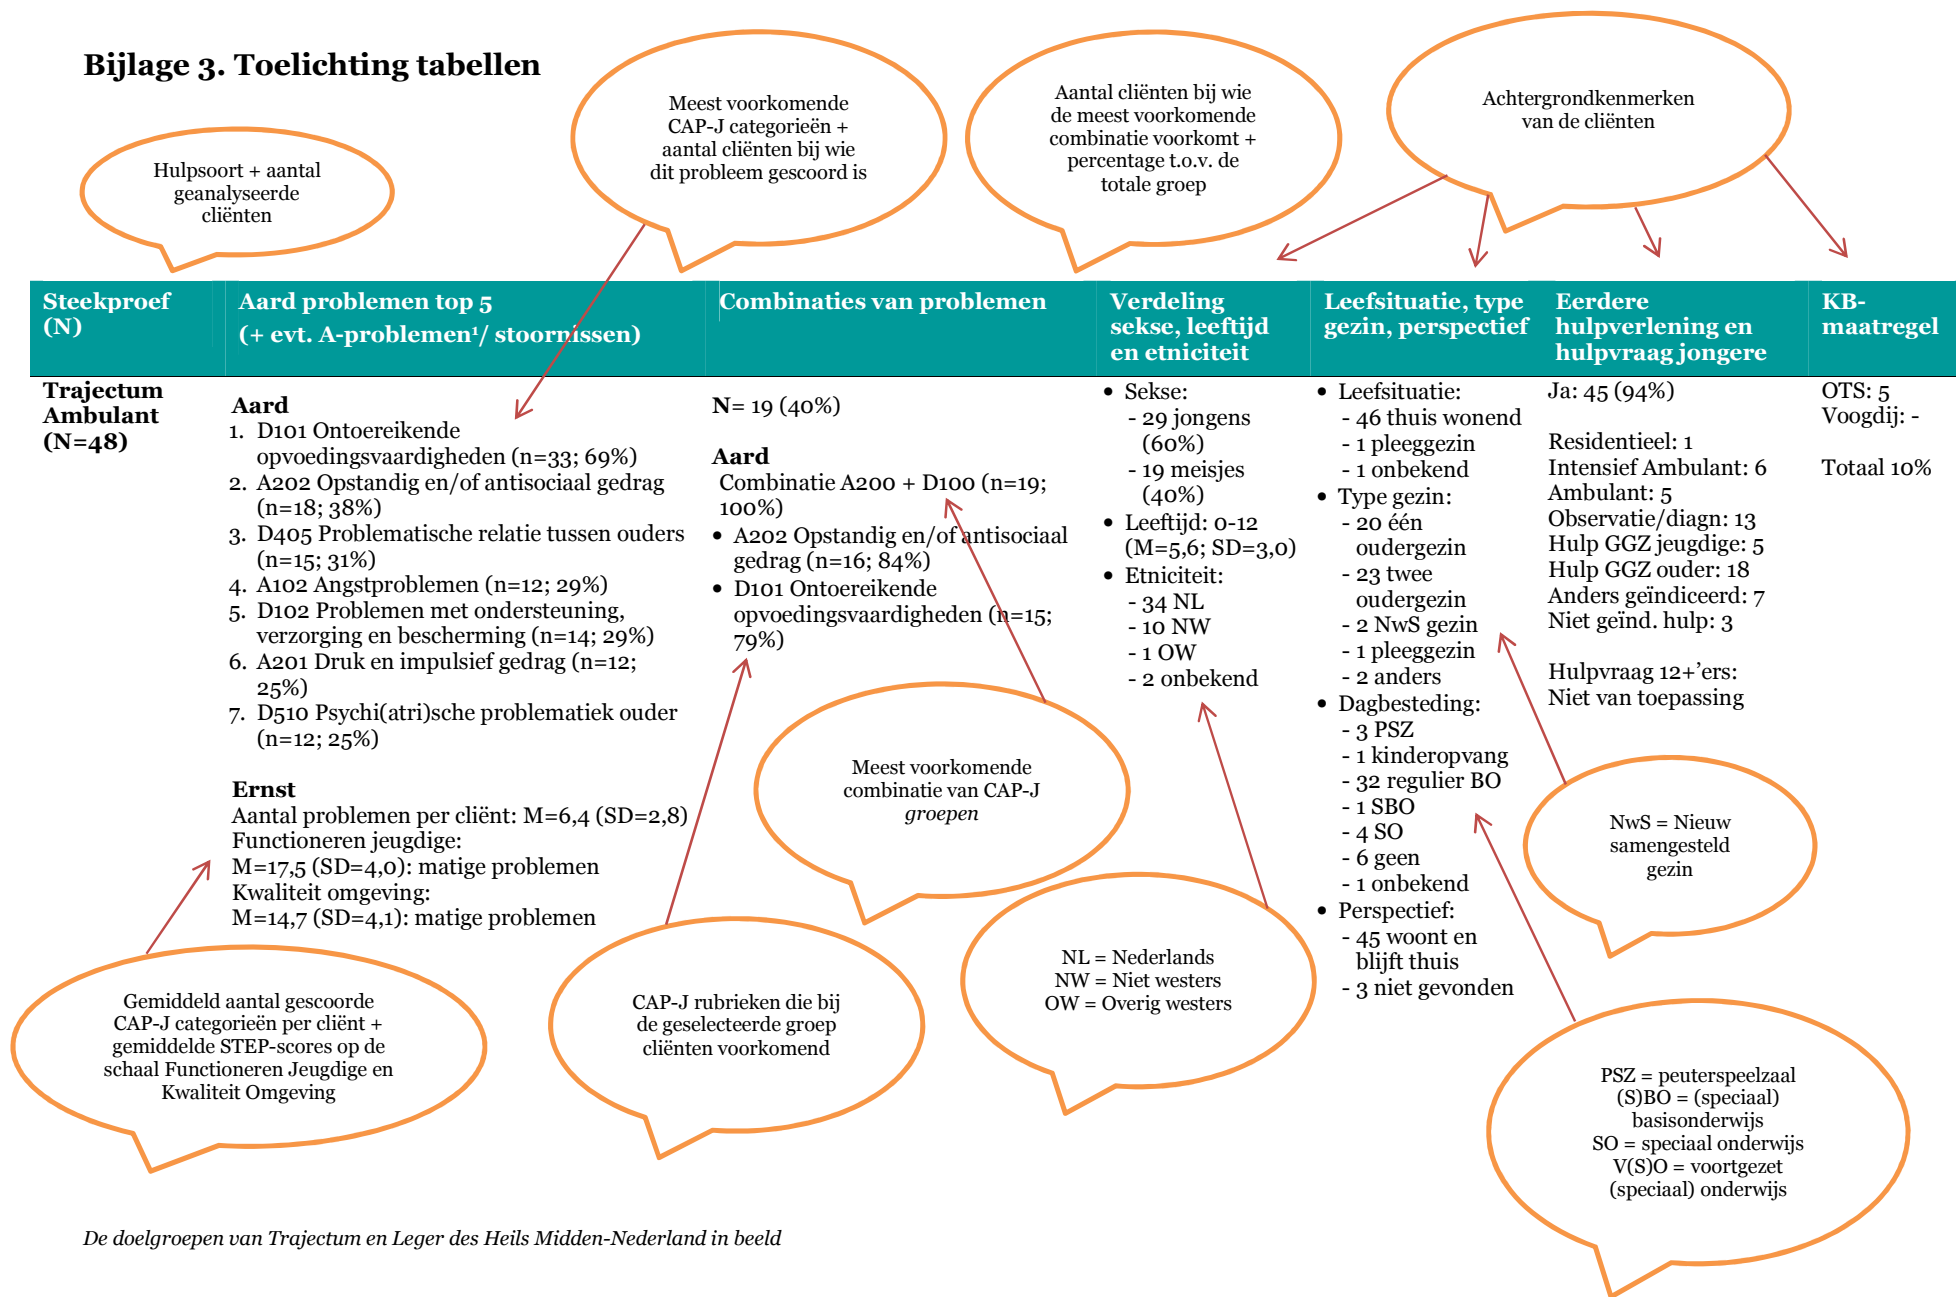 Bijlage 3. Toelichting tabellen
Hulpsoort + aantal
geanalyseerde
cliënten
Meest voorkomende
CAP-J categorieën +
aantal cliënten bij wie
dit probleem gescoord is
Aantal cliënten bij wie
de meest voorkomende
combinatie voorkomt +
percentage t.o.v. de
totale groep
Achtergrondkenmerken
van de cliënten
Steekproef
(N)
Aard problemen top 5
(+ evt. A-problemen¹/ stoornissen)
Combinaties van problemen
Verdeling
sekse, leeftijd
en etniciteit
Leefsituatie, type
gezin, perspectief
Eerdere
hulpverlening en
hulpvraag jongere
KB-
maatregel
Trajectum
Ambulant
(N=48)
Aard
1. D101 Ontoereikende
opvoedingsvaardigheden (n=33; 69%)
2. A202 Opstandig en/of antisociaal gedrag
(n=18; 38%)
3. D405 Problematische relatie tussen ouders
(n=15; 31%)
4. A102 Angstproblemen (n=12; 29%)
5. D102 Problemen met ondersteuning,
verzorging en bescherming (n=14; 29%)
6. A201 Druk en impulsief gedrag (n=12;
25%)
7. D510 Psychi(atri)sche problematiek ouder
(n=12; 25%)
Ernst
Aantal problemen per cliënt: M=6,4 (SD=2,8)
Functioneren jeugdige:
M=17,5 (SD=4,0): matige problemen
Kwaliteit omgeving:
M=14,7 (SD=4,1): matige problemen
N= 19 (40%)
Aard
Combinatie A200 + D100 (n=19;
100%)
• A202 Opstandig en/of antisociaal
gedrag (n=16; 84%)
• D101 Ontoereikende
opvoedingsvaardigheden (n=15;
79%)
• Sekse:
- 29 jongens
(60%)
- 19 meisjes
(40%)
• Leeftijd: 0-12
(M=5,6; SD=3,0)
• Etniciteit:
- 34 NL
- 10 NW
- 1 OW
- 2 onbekend
• Leefsituatie:
- 46 thuis wonend
- 1 pleeggezin
- 1 onbekend
• Type gezin:
- 20 één
oudergezin
- 23 twee
oudergezin
- 2 NwS gezin
- 1 pleeggezin
- 2 anders
• Dagbesteding:
- 3 PSZ
- 1 kinderopvang
- 32 regulier BO
- 1 SBO
- 4 SO
- 6 geen
- 1 onbekend
• Perspectief:
- 45 woont en
blijft thuis
- 3 niet gevonden
Ja: 45 (94%)
Residentieel: 1
Intensief Ambulant: 6
Ambulant: 5
Observatie/diagn: 13
Hulp GGZ jeugdige: 5
Hulp GGZ ouder: 18
Anders geïndiceerd: 7
Niet geïnd. hulp: 3
Hulpvraag 12+’ers:
Niet van toepassing
OTS: 5
Voogdij: -
Totaal 10%
Meest voorkomende
combinatie van CAP-J
groepen
NwS = Nieuw
samengesteld
gezin
Gemiddeld aantal gescoorde
CAP-J categorieën per cliënt +
gemiddelde STEP-scores op de
schaal Functioneren Jeugdige en
Kwaliteit Omgeving
CAP-J rubrieken die bij
de geselecteerde groep
cliënten voorkomend
NL = Nederlands
NW = Niet westers
OW = Overig westers
PSZ = peuterspeelzaal
(S)BO = (speciaal)
basisonderwijs
SO = speciaal onderwijs
V(S)O = voortgezet
(speciaal) onderwijs
De doelgroepen van Trajectum en Leger des Heils Midden-Nederland in beeld